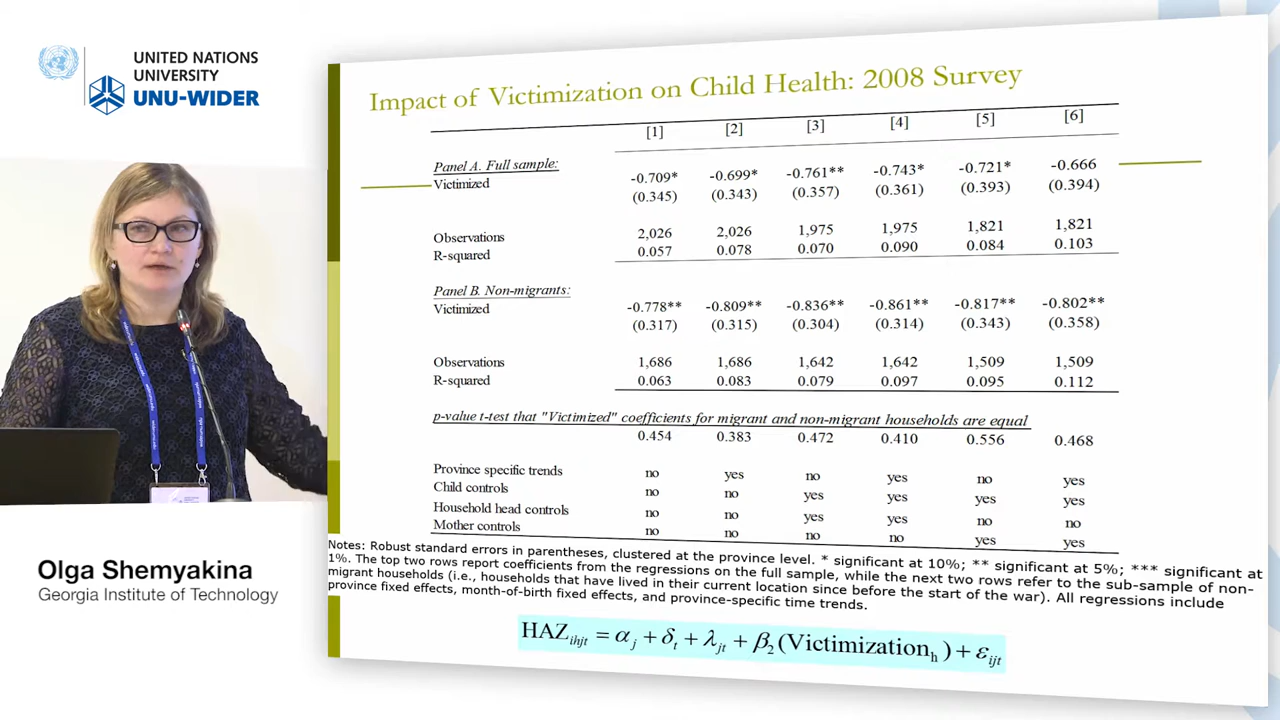 UNITED NATIONS
UNIVERSITY
UNU-WIDER
Impact of Victimization on Child Health: 2008 Survey
[1] [2] [3] [4] [5] [6]
Panel A. Full sample:
Victimized -0.709* -0.699* -0.761** -0.743* -0.721* -0.666
(0.345) (0.343) (0.357) (0.361) (0.393) (0.394)
Observations 2,026 2,026 1,975 1,975 1,821 1,821
R-squared 0.057 0.078 0.070 0.090 0.084 0.103
Panel B. Non-migrants:
Victimized -0.778** -0.809** -0.836** -0.861** -0.817** -0.802**
(0.317) (0.315) (0.304) (0.314) (0.343) (0.358)
Observations 1,686 1,686 1,642 1,642 1,509 1,509
R-squared 0.063 0.083 0.079 0.097 0.095 0.112
p-value t-test that "Victimized" coefficients for migrant and non-migrant households are equal
0.454 0.383 0.472 0.410 0.556 0.468
Province specific trends no yes no yes no yes
Child controls no no yes yes yes yes
Household head controls no no yes yes no no
Mother controls no no no no yes yes
Notes: Robust standard errors in parentheses, clustered at the province level. * significant at 10%; ** significant at 5%; *** significant at
1%. The top two rows report coefficients from the regressions on the full sample, while the next two rows refer to the sub-sample of non-
migrant households (i.e., households that have lived in their current location since before the start of the war). All regressions include
province fixed effects, month-of-birth fixed effects, and province-specific time trends.
HAZ_ihjt = α_j + δ_t + λ_jt + β_2(Victimization_h) + ε_ijt
Olga Shemyakina
Georgia Institute of Technology